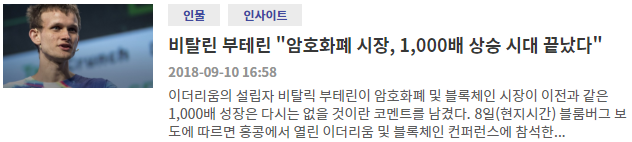 인물 인사이트
비탈린 부테린 "암호화폐 시장, 1,000배 상승 시대 끝났다"
2018-09-10 16:58
이더리움의 설립자 비탈릭 부테린이 암호화폐 및 블록체인 시장이 이전과 같은
1,000배 성장은 다시는 없을 것이란 코멘트를 남겼다. 8일(현지시간) 블룸버그 보
도에 따르면 홍콩에서 열린 이더리움 및 블록체인 컨퍼런스에 참석한...